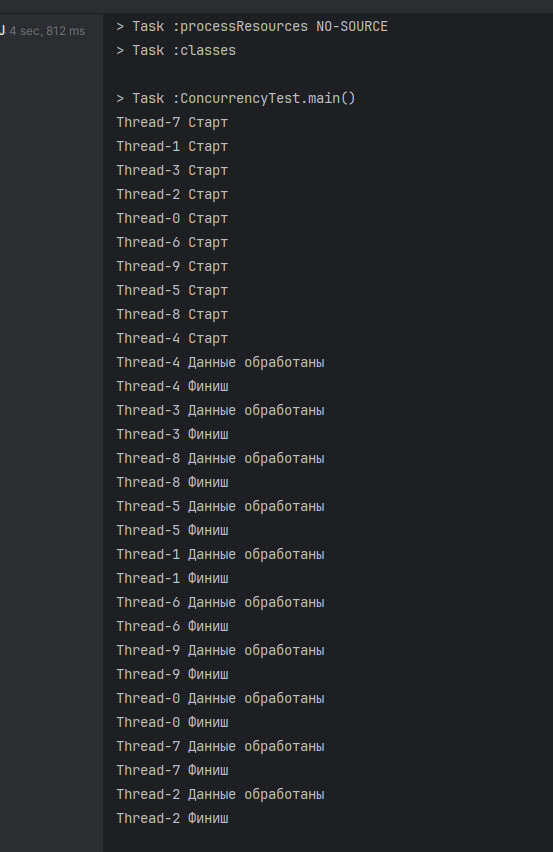 4 sec, 812 ms
> Task :processResources NO-SOURCE
> Task :classes
> Task :ConcurrencyTest.main()
Thread-7 Старт
Thread-1 Старт
Thread-3 Старт
Thread-2 Старт
Thread-0 Старт
Thread-6 Старт
Thread-9 Старт
Thread-5 Старт
Thread-8 Старт
Thread-4 Старт
Thread-4 Данные обработаны
Thread-4 Финиш
Thread-3 Данные обработаны
Thread-3 Финиш
Thread-8 Данные обработаны
Thread-8 Финиш
Thread-5 Данные обработаны
Thread-5 Финиш
Thread-1 Данные обработаны
Thread-1 Финиш
Thread-6 Данные обработаны
Thread-6 Финиш
Thread-9 Данные обработаны
Thread-9 Финиш
Thread-0 Данные обработаны
Thread-0 Финиш
Thread-7 Данные обработаны
Thread-7 Финиш
Thread-2 Данные обработаны
Thread-2 Финиш